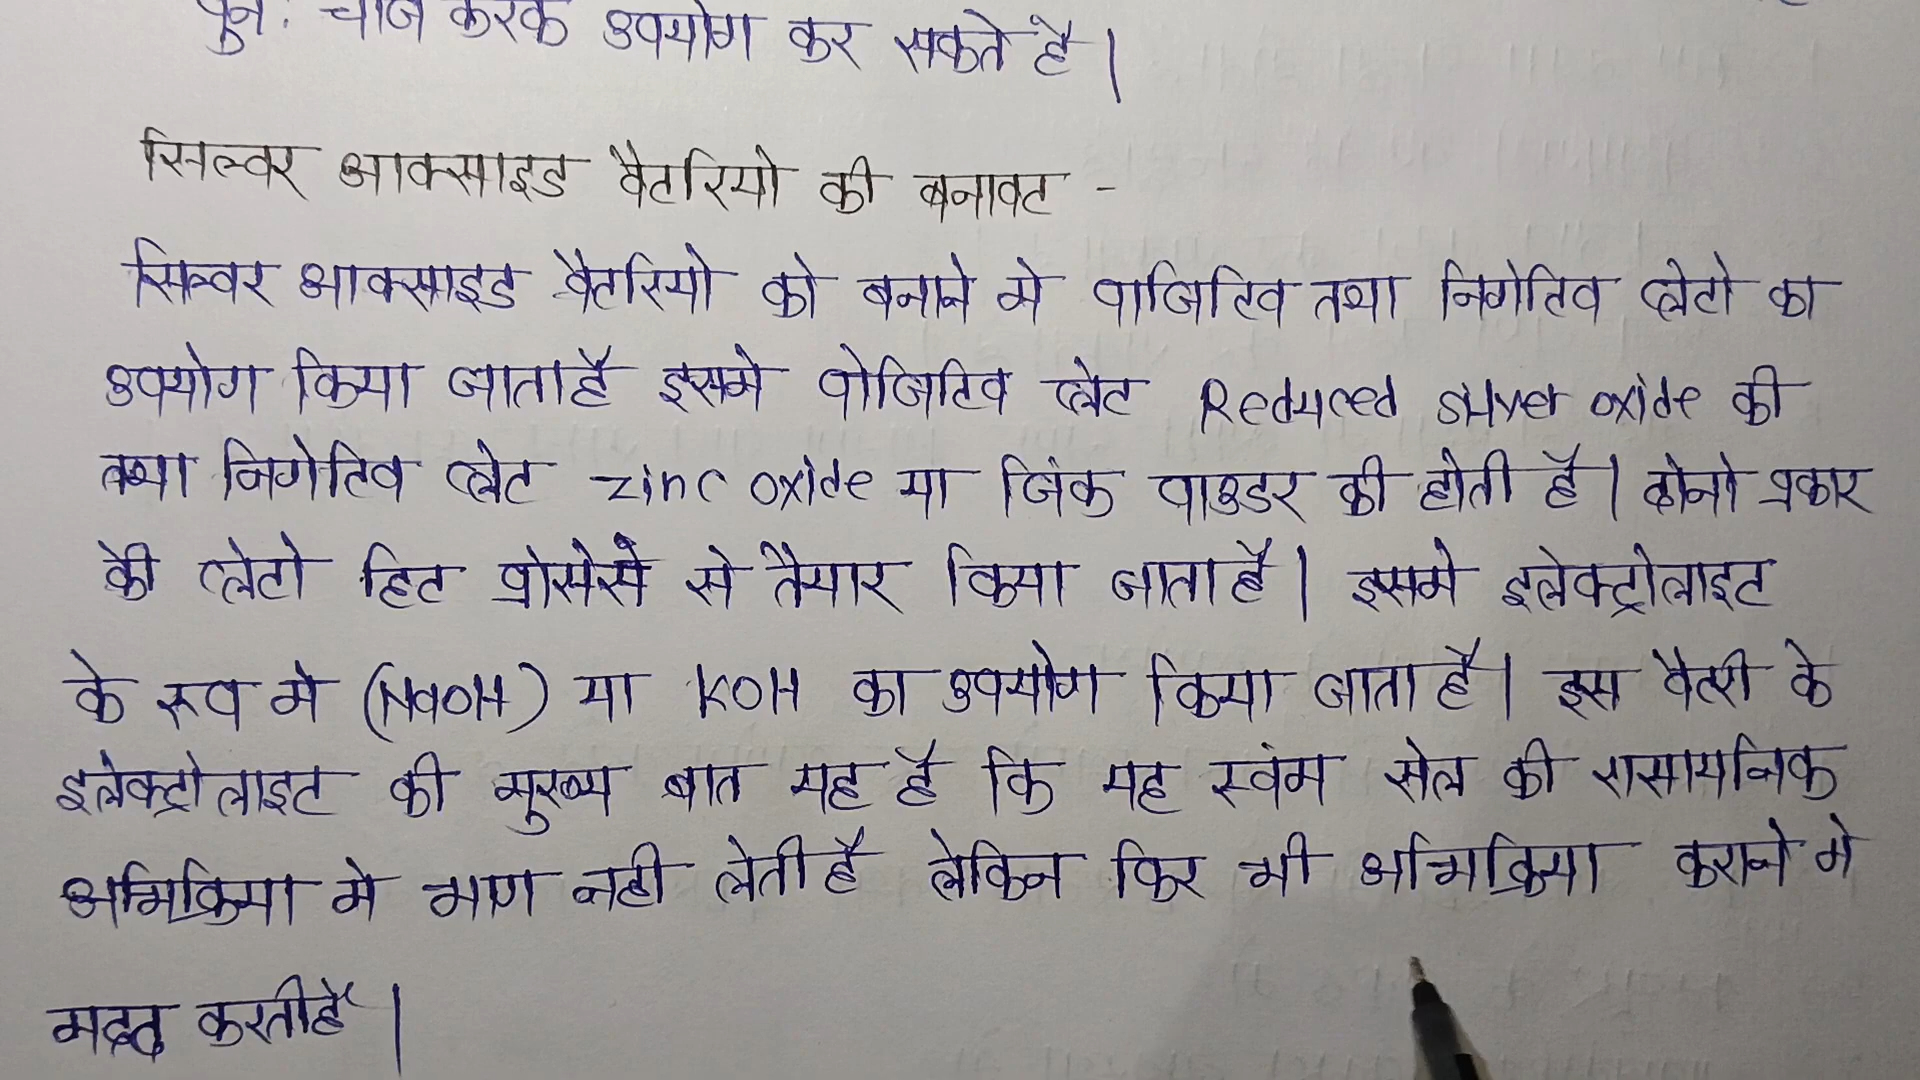 पुन: चार्ज करके उपयोग कर सकते है।
सिल्वर आक्साइड बैटरियो की बनावट -
सिल्वर आक्साइड बैटरियो को बनाने मे पाजिटिव तथा निगेटिव प्लेटो का
उपयोग किया जाता है इसमे पोजिटिव प्लेट Reduced silver oxide की
तथा निगेटिव प्लेट zinc oxide या जिंक पाउडर की होती है। दोनो प्रकार
की प्लेटो हिट प्रोसेसे से तैयार किया जाता है। इसमे इलेक्ट्रोलाइट
के रूप मे (NaOH) या KOH का उपयोग किया जाता है। इस बैटरी के
इलेक्ट्रोलाइट की मुख्य बात यह है कि यह स्वंम सेल की रासायनिक
अभिक्रिया मे भाग नही लेती है लेकिन फिर भी अभिक्रिया कराने मे
मदद करती है।